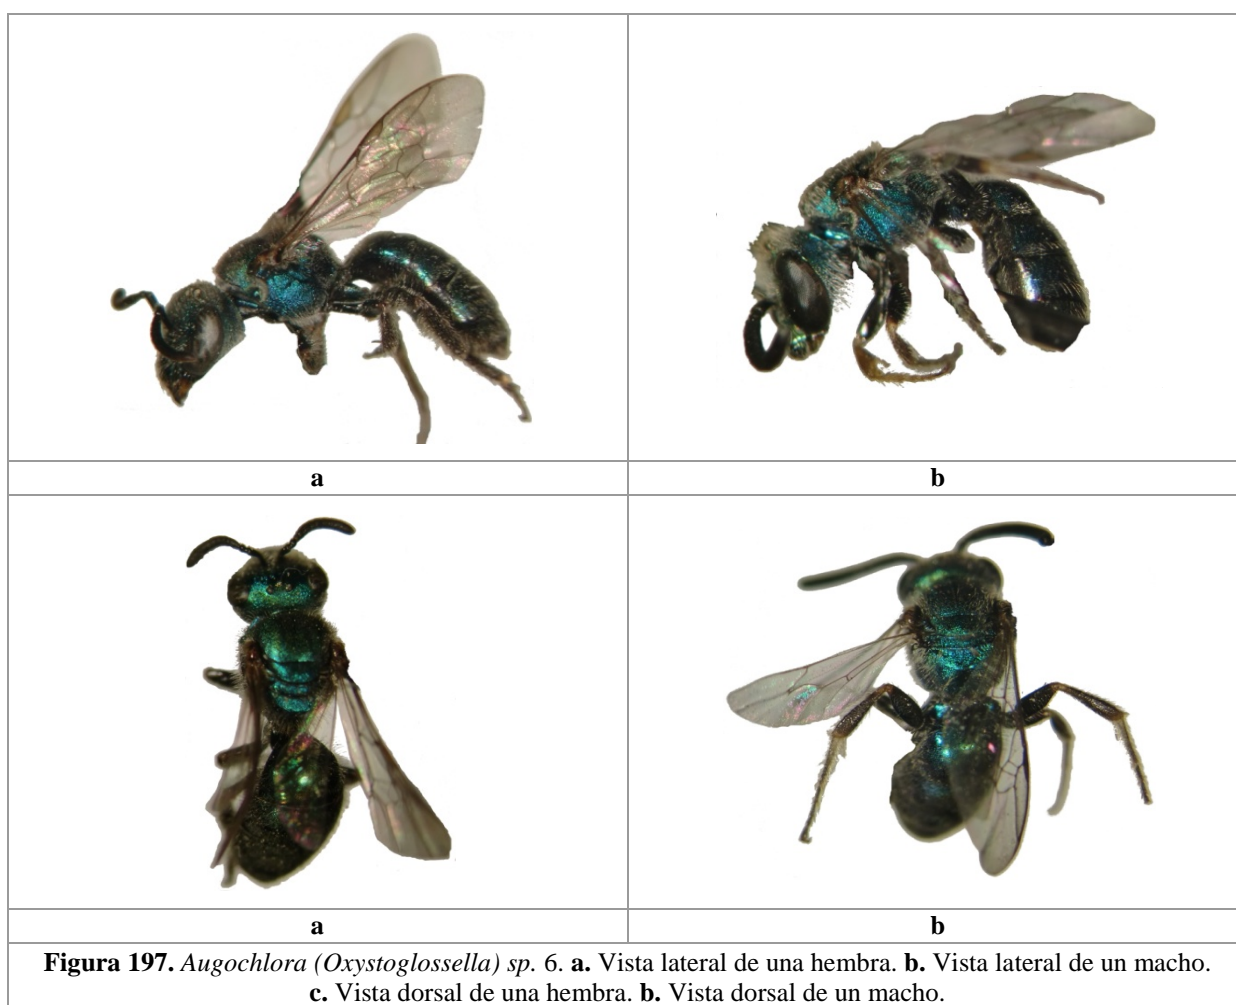 a
b
a
b
Figura 197. Augochlora (Oxystoglossella) sp. 6. a. Vista lateral de una hembra. b. Vista lateral de un macho.
c. Vista dorsal de una hembra. b. Vista dorsal de un macho.